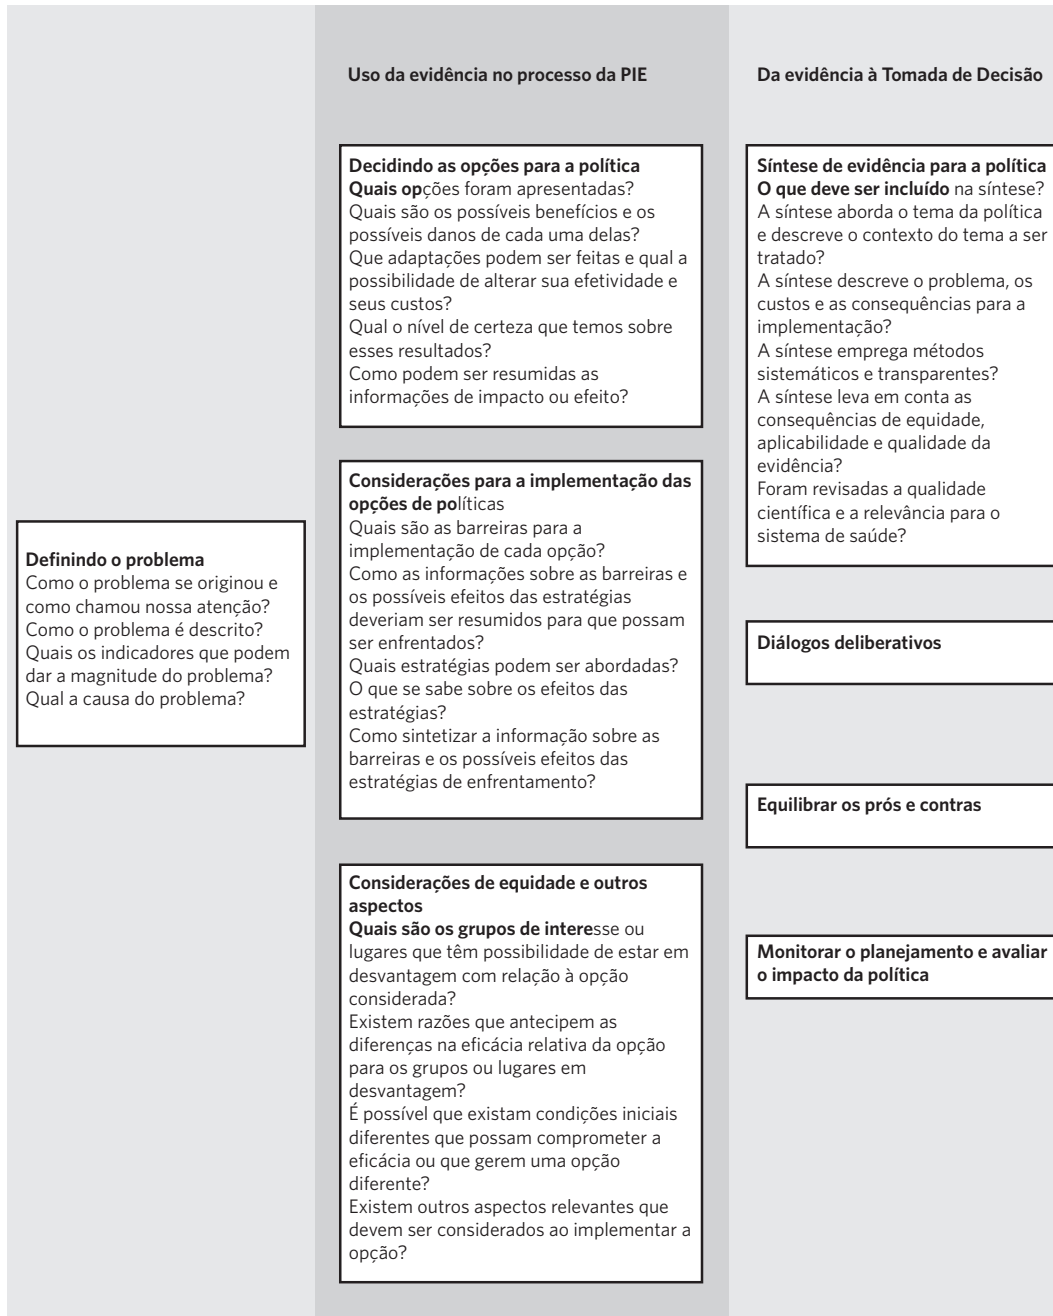 Definindo o problema
Como o problema se originou e
como chamou nossa atenção?
Como o problema é descrito?
Quais os indicadores que podem
dar a magnitude do problema?
Qual a causa do problema?
Uso da evidência no processo da PIE
Decidindo as opções para a política
Quais opções foram apresentadas?
Quais são os possíveis benefícios e os
possíveis danos de cada uma delas?
Que adaptações podem ser feitas e qual a
possibilidade de alterar sua efetividade e
seus custos?
Qual o nível de certeza que temos sobre
esses resultados?
Como podem ser resumidas as
informações de impacto ou efeito?
Considerações para a implementação das
opções de políticas
Quais são as barreiras para a
implementação de cada opção?
Como as informações sobre as barreiras e
os possíveis efeitos das estratégias
deveriam ser resumidos para que possam
ser enfrentados?
Quais estratégias podem ser abordadas?
O que se sabe sobre os efeitos das
estratégias?
Como sintetizar a informação sobre as
barreiras e os possíveis efeitos das
estratégias de enfrentamento?
Considerações de equidade e outros
aspectos
Quais são os grupos de interesse ou
lugares que têm possibilidade de estar em
desvantagem com relação à opção
considerada?
Existem razões que antecipem as
diferenças na eficácia relativa da opção
para os grupos ou lugares em
desvantagem?
É possível que existam condições iniciais
diferentes que possam comprometer a
eficácia ou que gerem uma opção
diferente?
Existem outros aspectos relevantes que
devem ser considerados ao implementar a
opção?
Da evidência à Tomada de Decisão
Síntese de evidência para a política
O que deve ser incluído na síntese?
A síntese aborda o tema da política
e descreve o contexto do tema a ser
tratado?
A síntese descreve o problema, os
custos e as consequências para a
implementação?
A síntese emprega métodos
sistemáticos e transparentes?
A síntese leva em conta as
consequências de equidade,
aplicabilidade e qualidade da
evidência?
Foram revisadas a qualidade
científica e a relevância para o
sistema de saúde?
Diálogos deliberativos
Equilibrar os prós e contras
Monitorar o planejamento e avaliar
o impacto da política